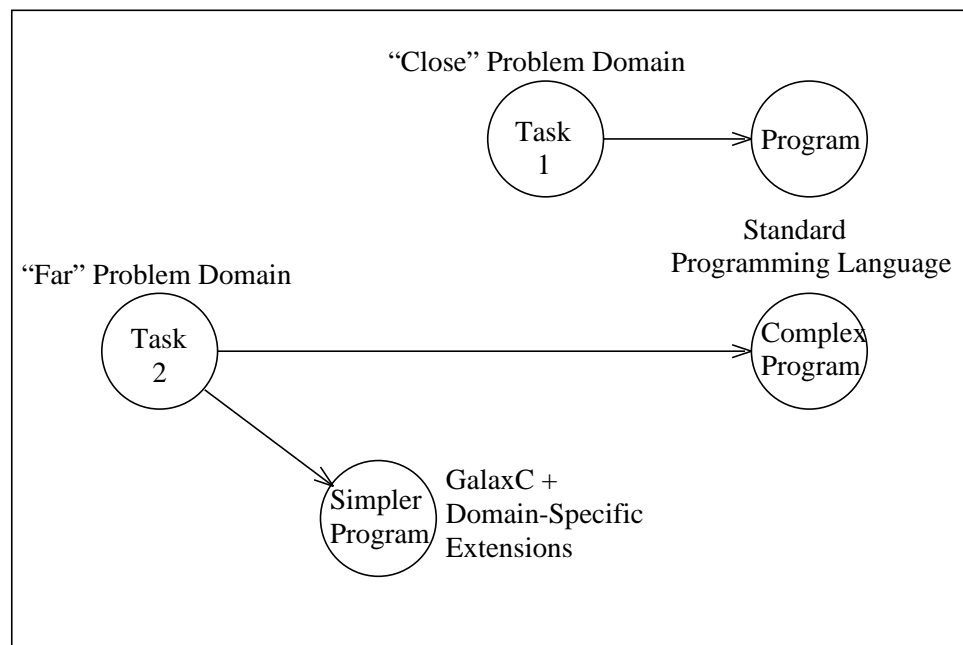 “Close” Problem Domain
Task
1
Program
Standard
Programming Language
“Far” Problem Domain
Task
2
Complex
Program
Simpler
Program
GalaxC +
Domain-Specific
Extensions